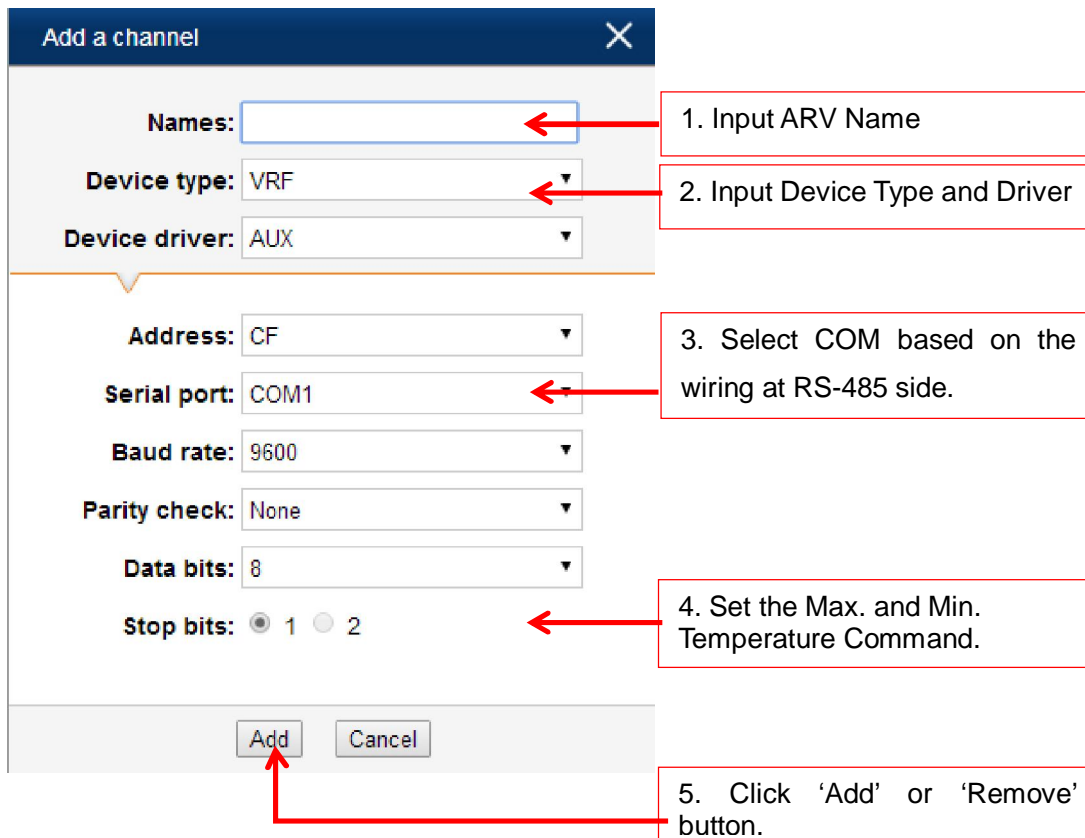 Add a channel
Names:
1. Input ARV Name
Device type: VRF
2. Input Device Type and Driver
Device driver: AUX
Address: CF
3. Select COM based on the
wiring at RS-485 side.
Serial port: COM1
Baud rate: 9600
Parity check: None
Data bits: 8
Stop bits: 1 2
4. Set the Max. and Min.
Temperature Command.
Add Cancel
5. Click ‘Add’ or ‘Remove’
button.